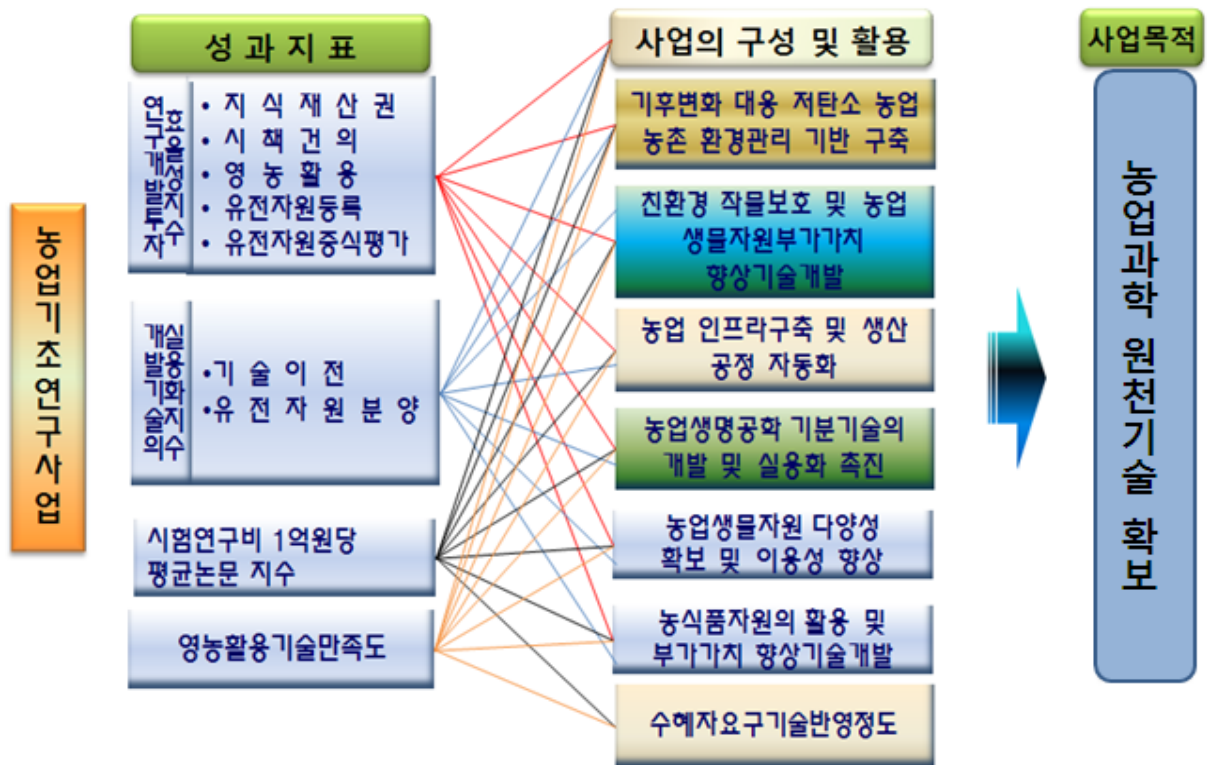 성 과 지 표
사업의 구성 및 활용
사업목적
농업기초연구사업
연구개발투자
효율성지수
• 지 식 재 산 권
• 시 책 건 의
• 영 농 활 용
• 유전자원등록
• 유전자원증식평가
개발기술의
실용화지수
•기 술 이 전
•유 전 자 원 분 양
시험연구비 1억원당
평균논문 지수
영농활용기술만족도
기후변화 대응 저탄소 농업
농촌 환경관리 기반 구축
친환경 작물보호 및 농업
생물자원부가가치
향상기술개발
농업 인프라구축 및 생산
공정 자동화
농업생명공화 기분기술의
개발 및 실용화 촉진
농업생물자원 다양성
확보 및 이용성 향상
농식품자원의 활용 및
부가가치 향상기술개발
수혜자요구기술반영정도
농업과학 원천기술 확보